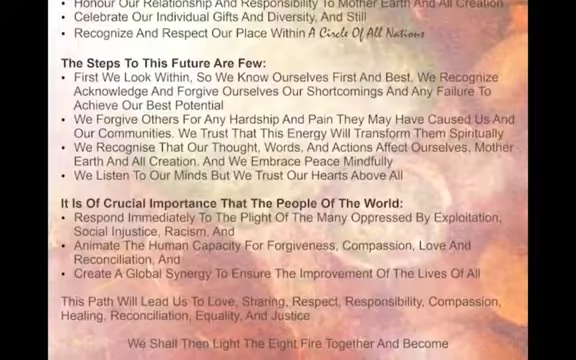 • Honour Our Relationship And Responsibility To Mother Earth And All Creation
• Celebrate Our Individual Gifts And Diversity, And Still
• Recognize And Respect Our Place Within A Circle Of All Nations
The Steps To This Future Are Few:
• First We Look Within, So We Know Ourselves First And Best. We Recognize
Acknowledge And Forgive Ourselves Our Shortcomings And Any Failure To
Achieve Our Best Potential
• We Forgive Others For Any Hardship And Pain They May Have Caused Us And
Our Communities. We Trust That This Energy Will Transform Them Spiritually
• We Recognise That Our Thought, Words, And Actions Affect Ourselves, Mother
Earth And All Creation. And We Embrace Peace Mindfully
• We Listen To Our Minds But We Trust Our Hearts Above All
It Is Of Crucial Importance That The People Of The World:
• Respond Immediately To The Plight Of The Many Oppressed By Exploitation,
Social Injustice, Racism, And
• Animate The Human Capacity For Forgiveness, Compassion, Love And
Reconciliation, And
• Create A Global Synergy To Ensure The Improvement Of The Lives Of All
This Path Will Lead Us To Love, Sharing, Respect, Responsibility, Compassion,
Healing, Reconciliation, Equality, And Justice
We Shall Then Light The Eight Fire Together And Become